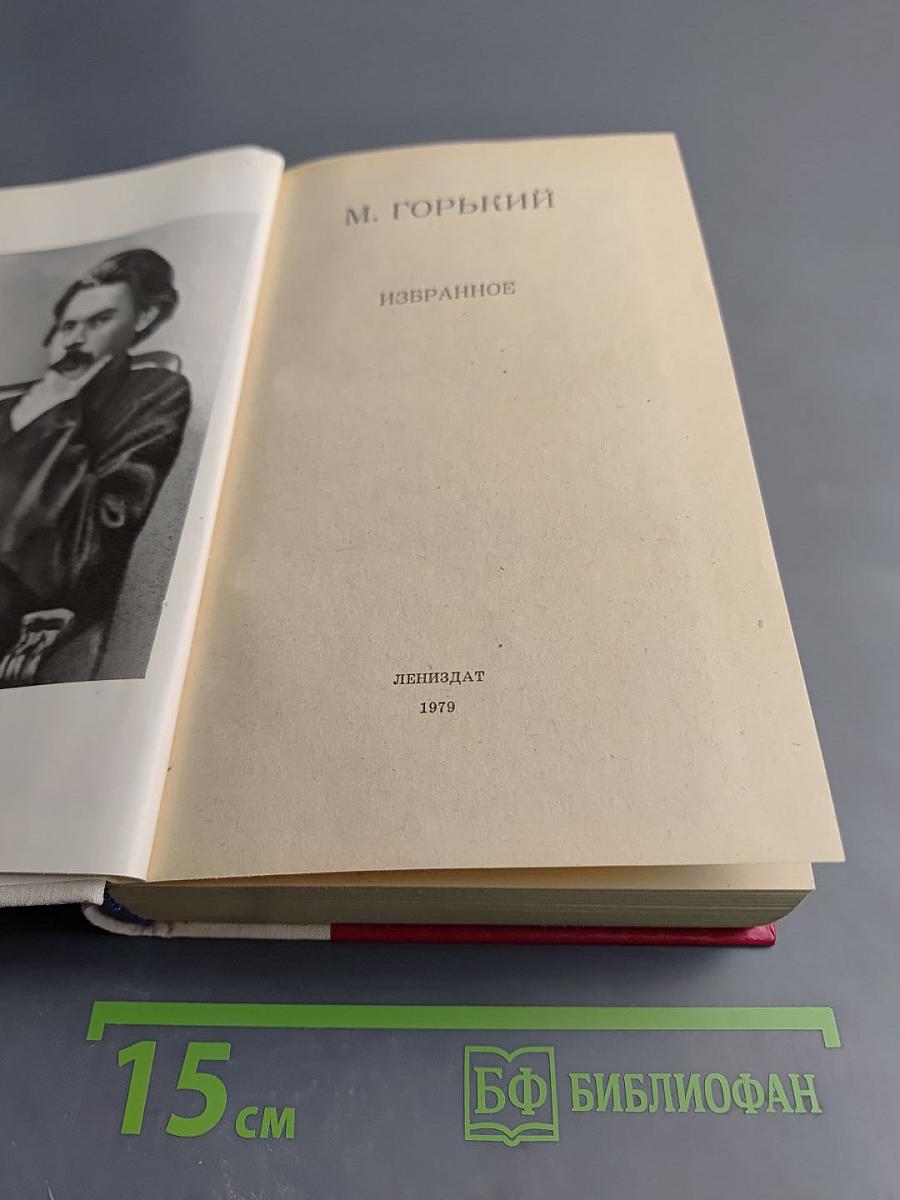 М. ГОРЬКИЙ
ИЗБРАННОЕ
ЛЕНИЗДАТ
1979
15 см
БФ БИБЛИОФАН